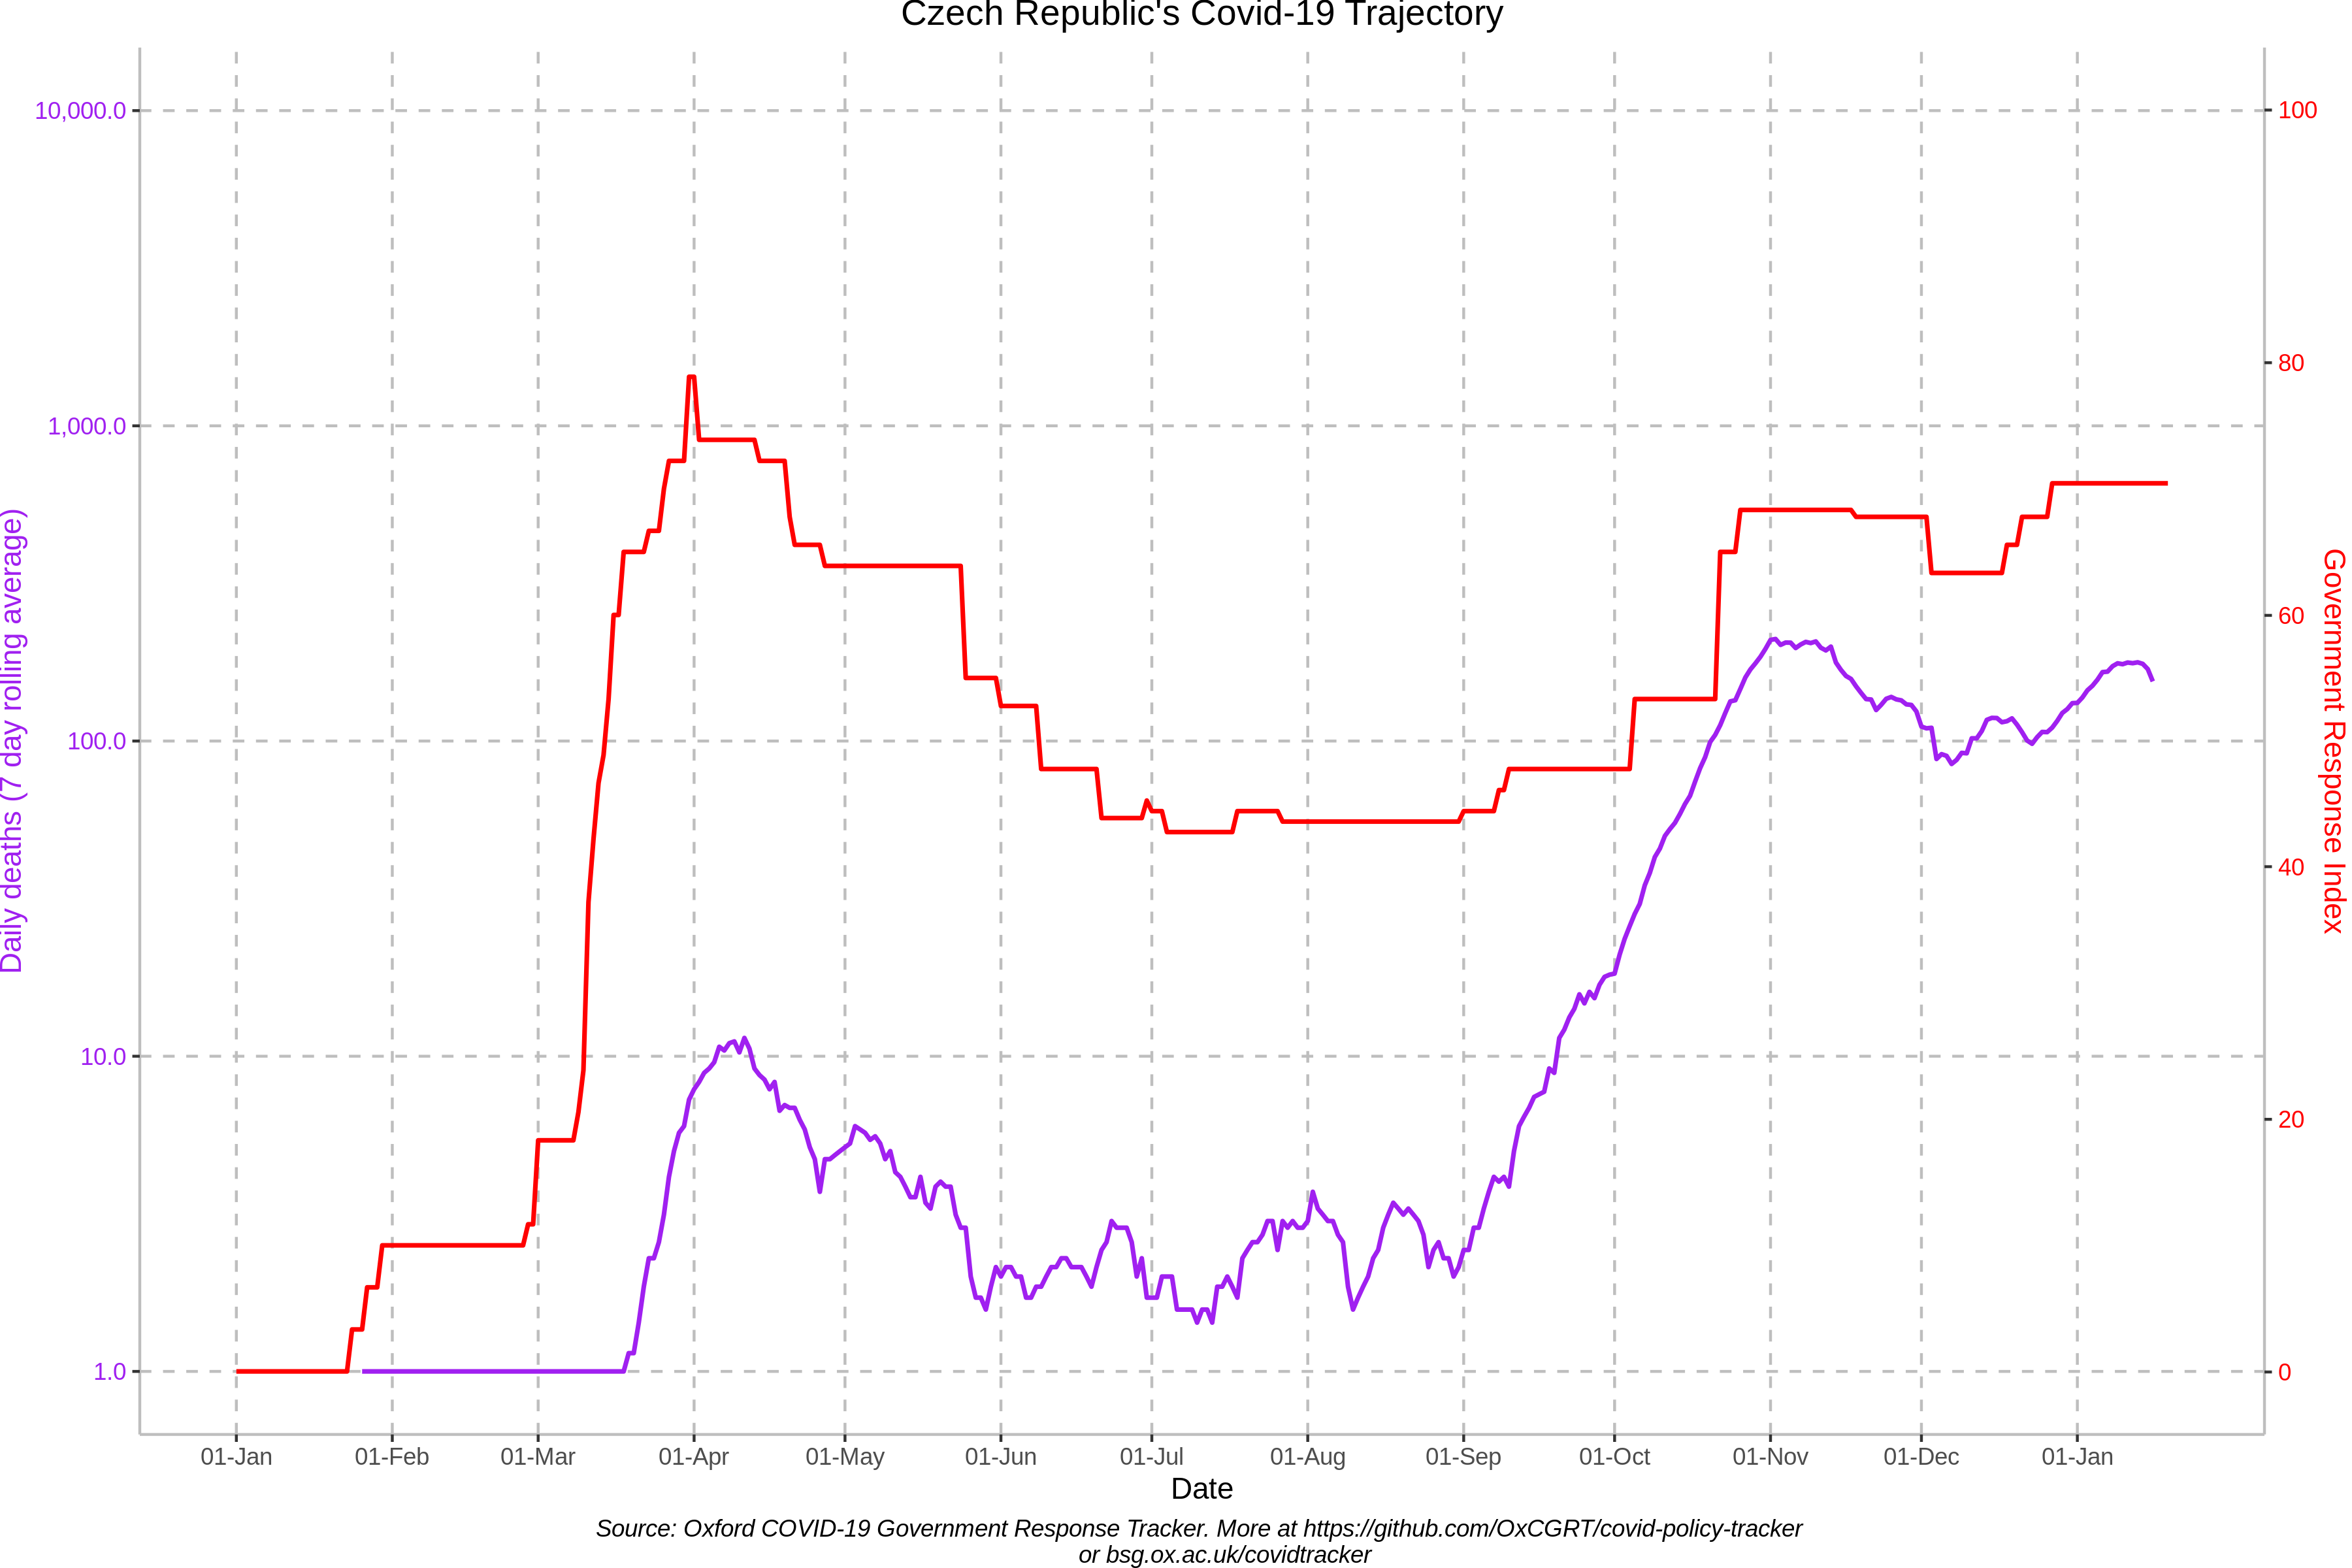 Czech Republic's Covid-19 Trajectory
10,000.0
1,000.0
100.0
10.0
1.0
Daily deaths (7 day rolling average)
100
80
60
40
20
0
Government Response Index
01-Jan 01-Feb 01-Mar 01-Apr 01-May 01-Jun 01-Jul 01-Aug 01-Sep 01-Oct 01-Nov 01-Dec 01-Jan
Date
Source: Oxford COVID-19 Government Response Tracker. More at https://github.com/OxCGRT/covid-policy-tracker
or bsg.ox.ac.uk/covidtracker